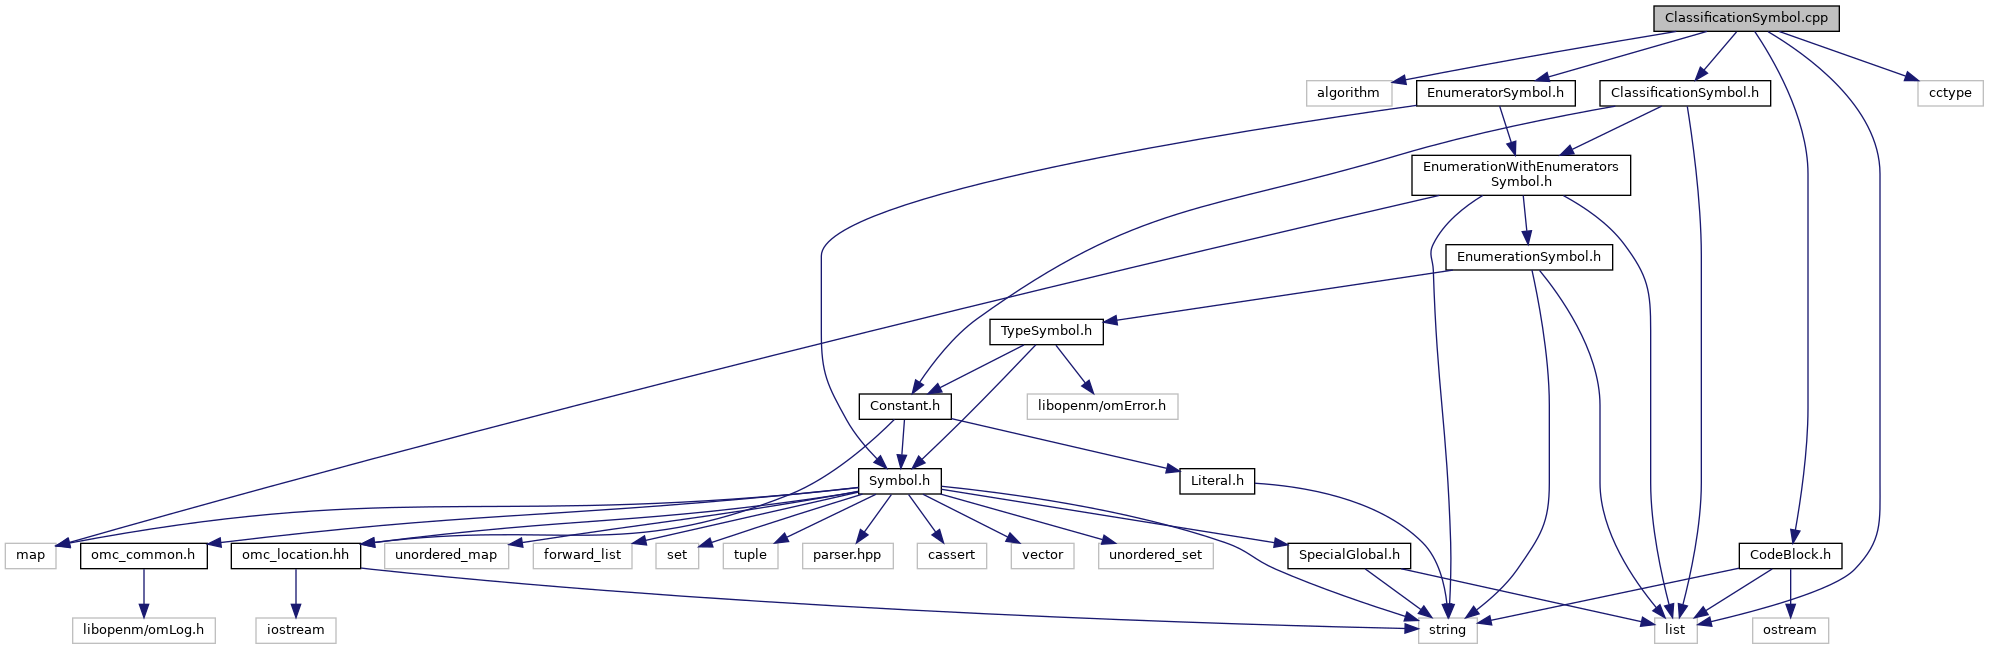 ClassificationSymbol.cpp
algorithm
EnumeratorSymbol.h
ClassificationSymbol.h
cctype
EnumerationWithEnumerators
Symbol.h
EnumerationSymbol.h
TypeSymbol.h
Constant.h
libopenm/omError.h
Symbol.h
Literal.h
map
omc_common.h
omc_location.hh
unordered_map
forward_list
set
tuple
parser.hpp
cassert
vector
unordered_set
SpecialGlobal.h
CodeBlock.h
libopenm/omLog.h
iostream
string
list
ostream